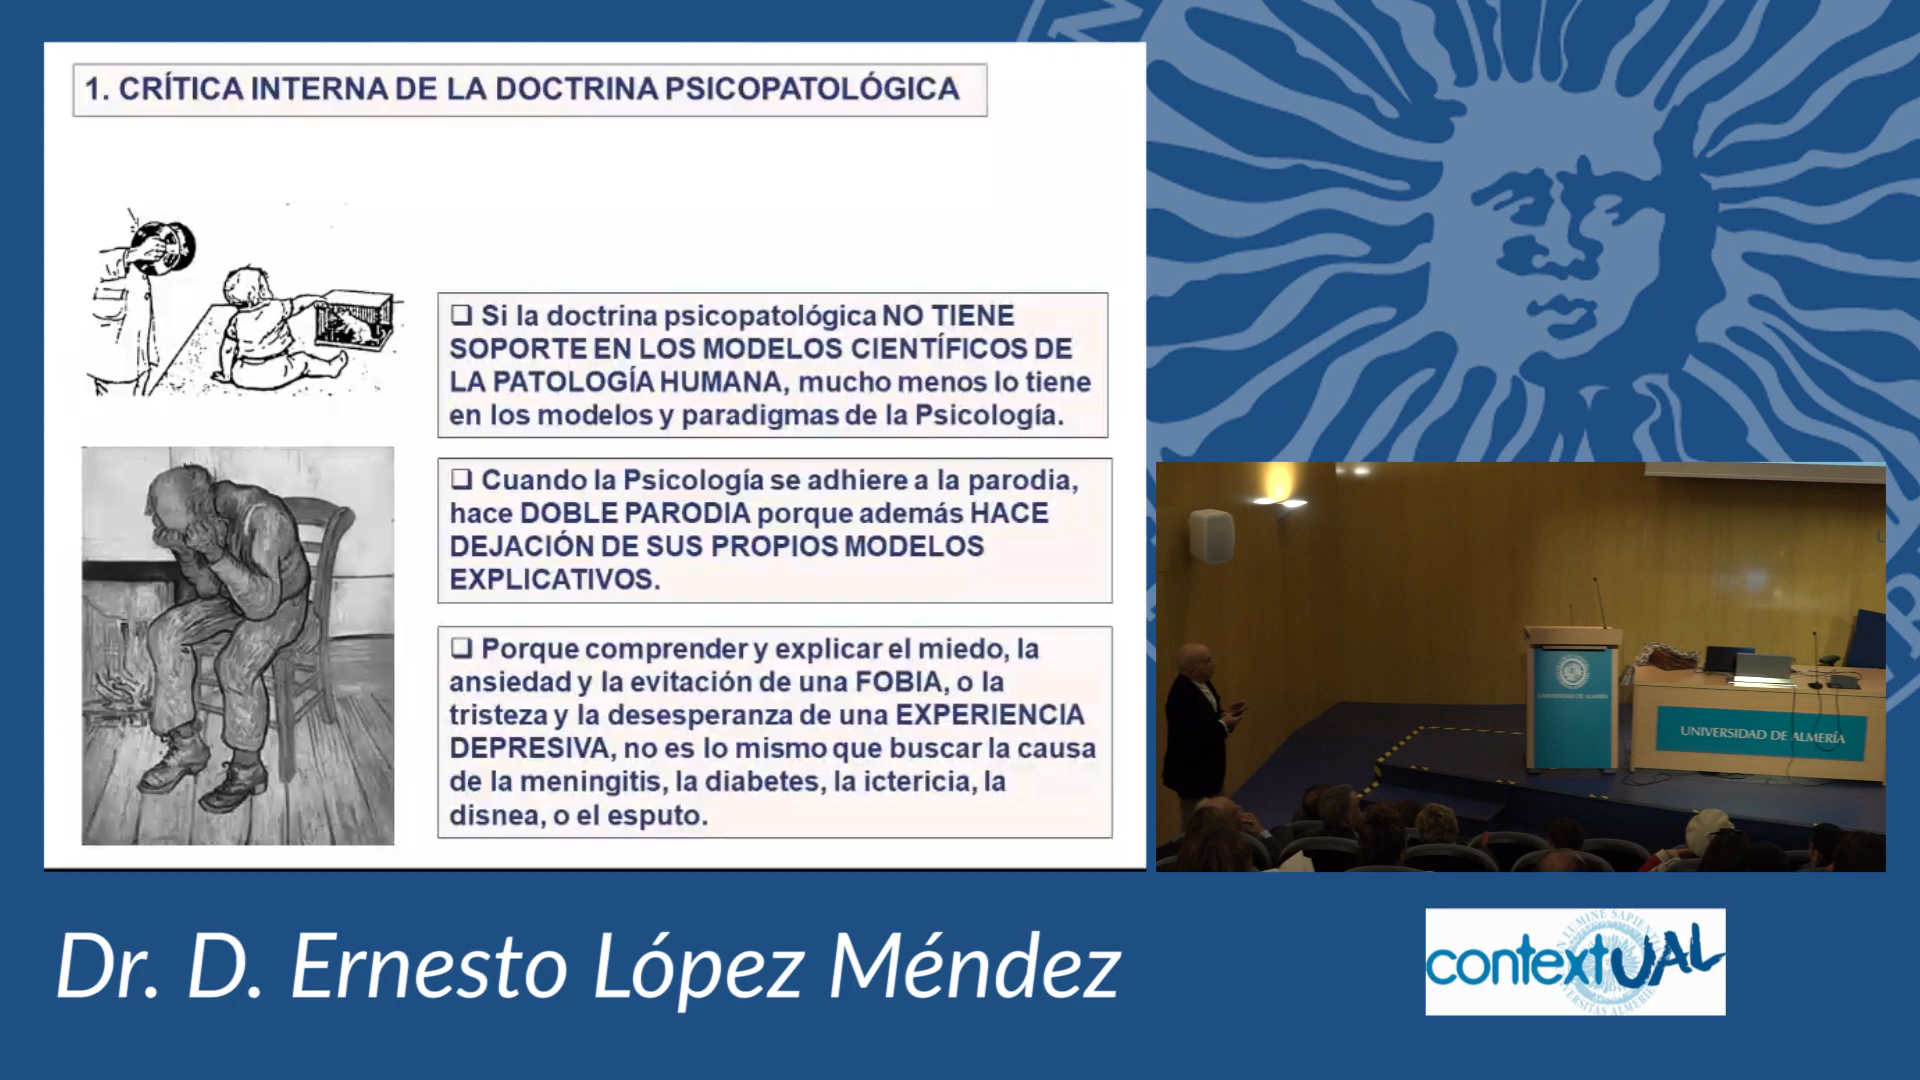 1. CRÍTICA INTERNA DE LA DOCTRINA PSICOPATOLÓGICA
❑ Si la doctrina psicopatológica NO TIENE
SOPORTE EN LOS MODELOS CIENTÍFICOS DE
LA PATOLOGÍA HUMANA, mucho menos lo tiene
en los modelos y paradigmas de la Psicología.
❑ Cuando la Psicología se adhiere a la parodia,
hace DOBLE PARODIA porque además HACE
DEJACIÓN DE SUS PROPIOS MODELOS
EXPLICATIVOS.
❑ Porque comprender y explicar el miedo, la
ansiedad y la evitación de una FOBIA, o la
tristeza y la desesperanza de una EXPERIENCIA
DEPRESIVA, no es lo mismo que buscar la causa
de la meningitis, la diabetes, la ictericia, la
disnea, o el esputo.
UNIVERSIDAD DE ALMERÍA
UNIVERSIDAD DE ALMERÍA
Dr. D. Ernesto López Méndez
contextUAL